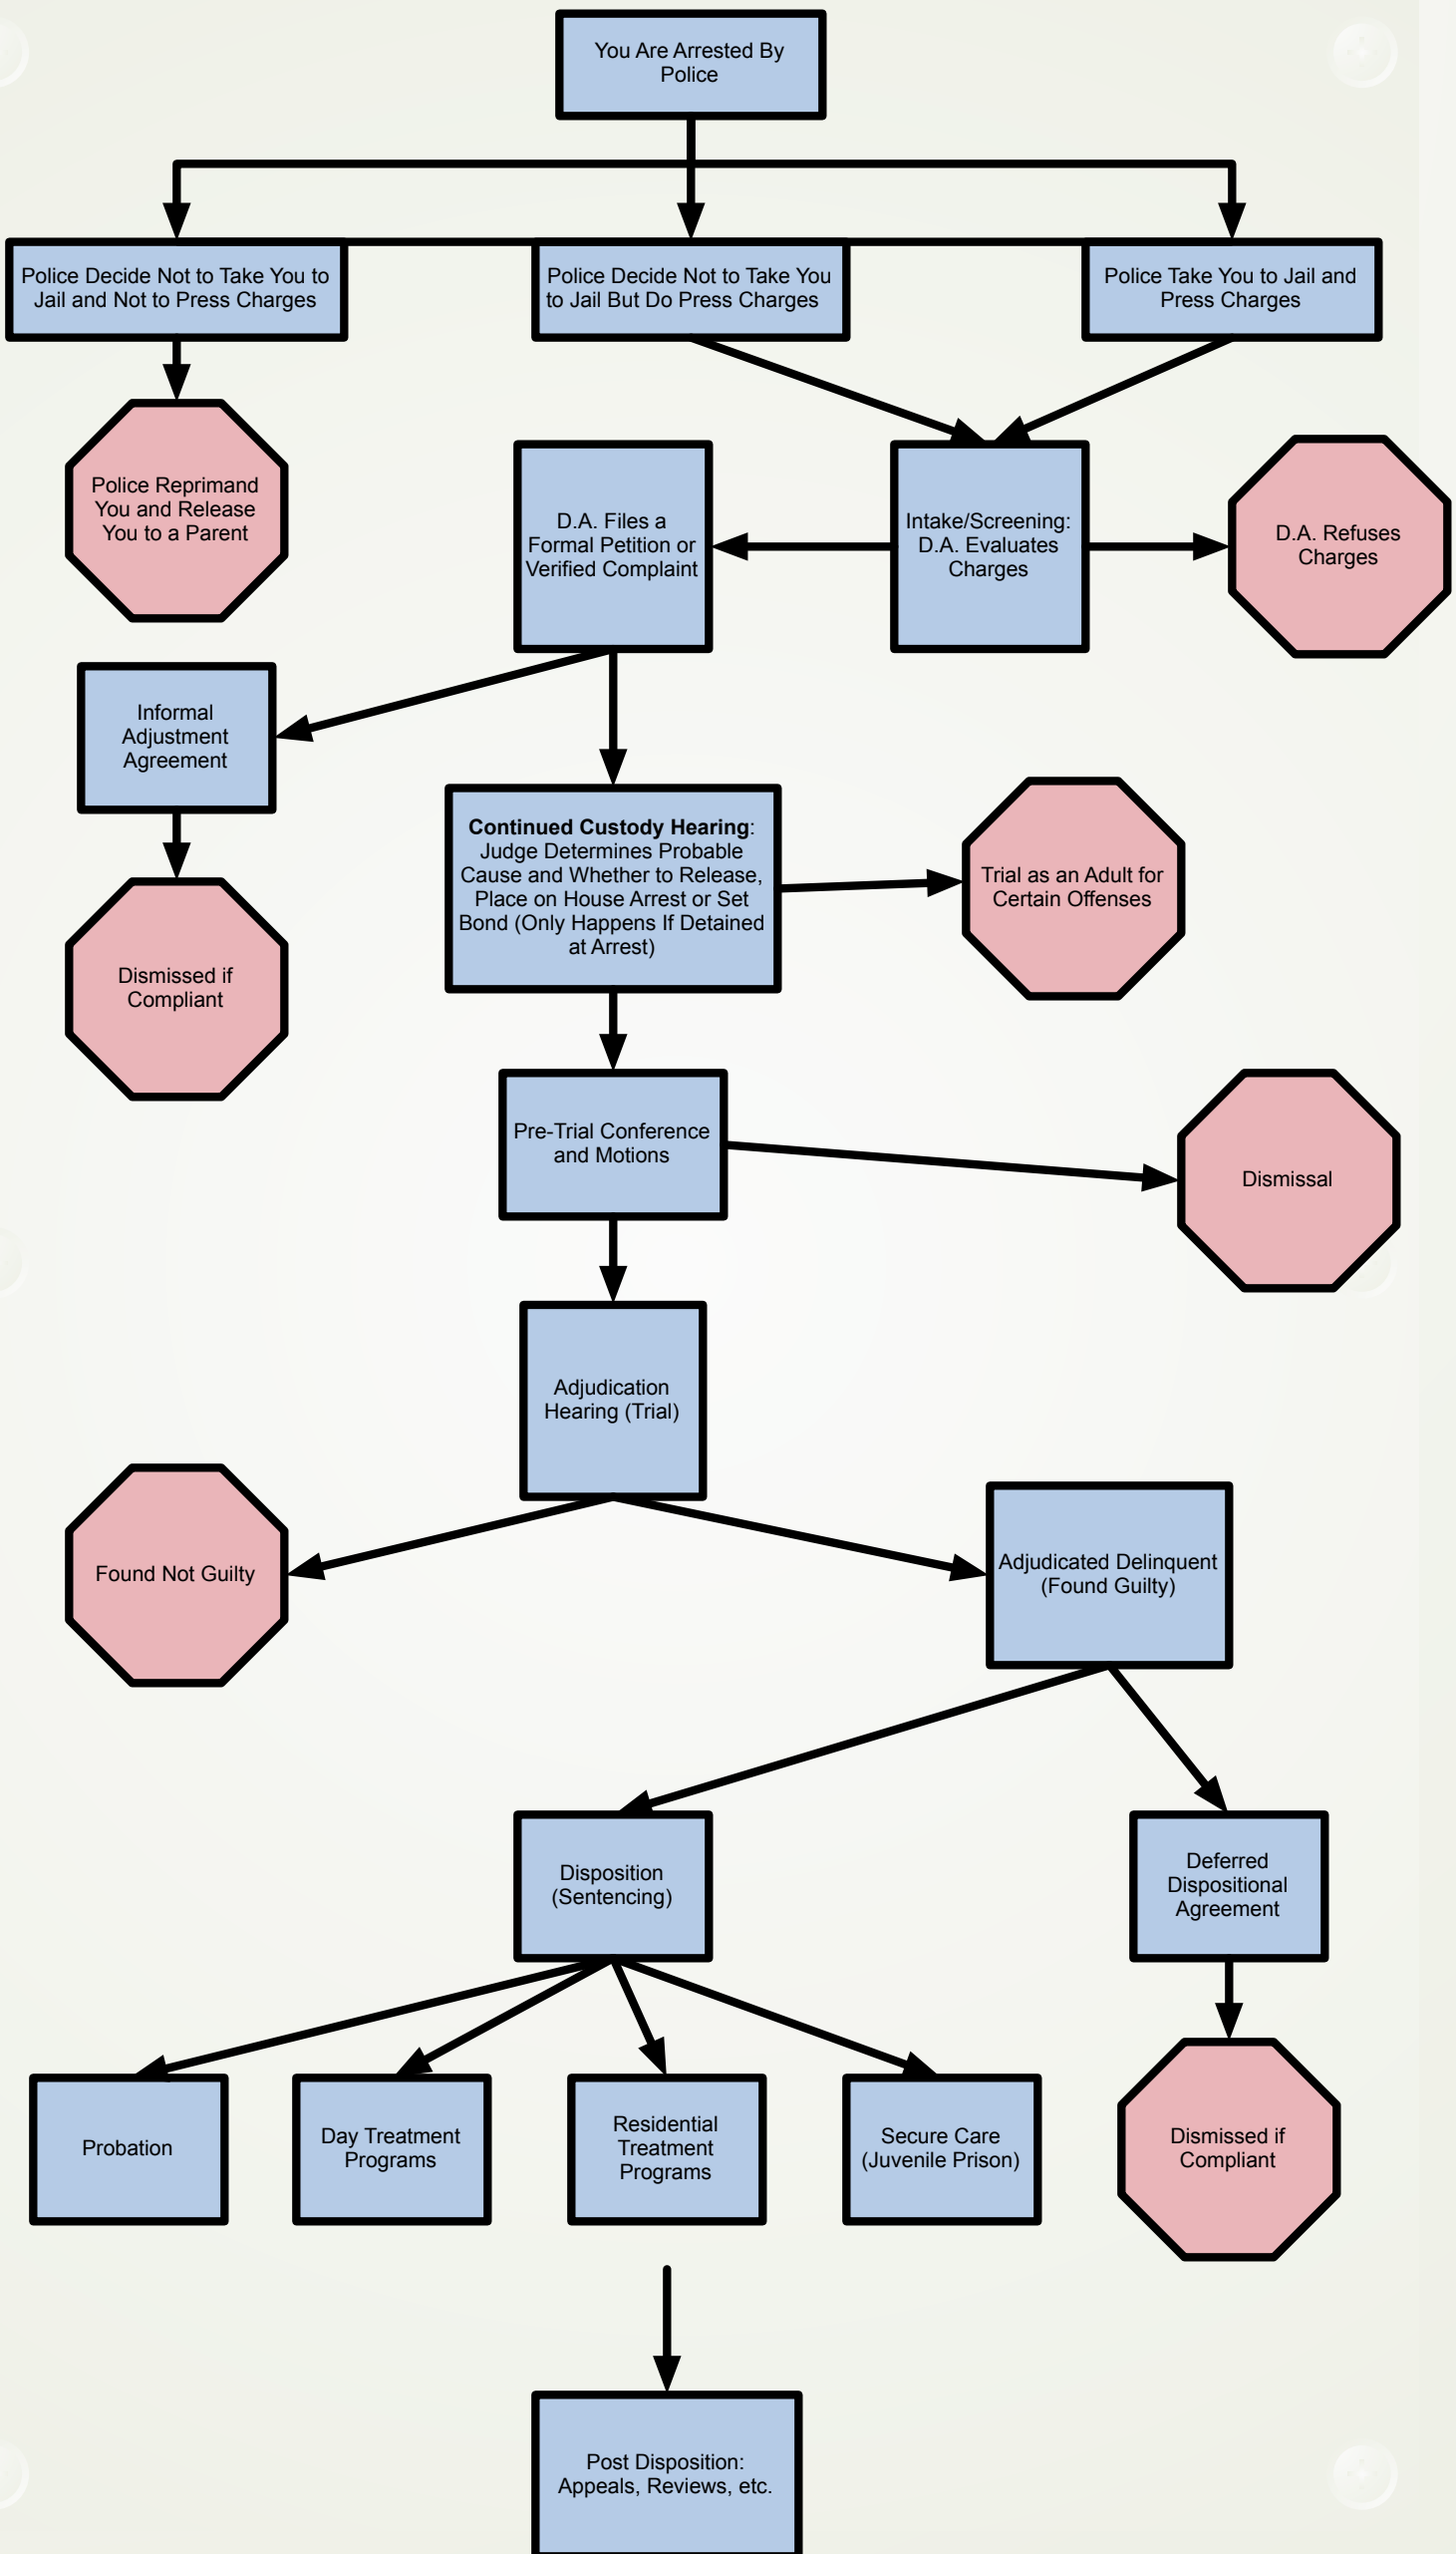 You Are Arrested By
Police
Police Decide Not to Take You to
Jail and Not to Press Charges
Police Decide Not to Take You
to Jail But Do Press Charges
Police Take You to Jail and
Press Charges
Police Reprimand
You and Release
You to a Parent
D.A. Files a
Formal Petition or
Verified Complaint
Intake/Screening:
D.A. Evaluates
Charges
D.A. Refuses
Charges
Informal
Adjustment
Agreement
Continued Custody Hearing:
Judge Determines Probable
Cause and Whether to Release,
Place on House Arrest or Set
Bond (Only Happens If Detained
at Arrest)
Trial as an Adult for
Certain Offenses
Dismissed if
Compliant
Pre-Trial Conference
and Motions
Dismissal
Adjudication
Hearing (Trial)
Found Not Guilty
Adjudicated Delinquent
(Found Guilty)
Disposition
(Sentencing)
Deferred
Dispositional
Agreement
Probation
Day Treatment
Programs
Residential
Treatment
Programs
Secure Care
(Juvenile Prison)
Dismissed if
Compliant
Post Disposition:
Appeals, Reviews, etc.